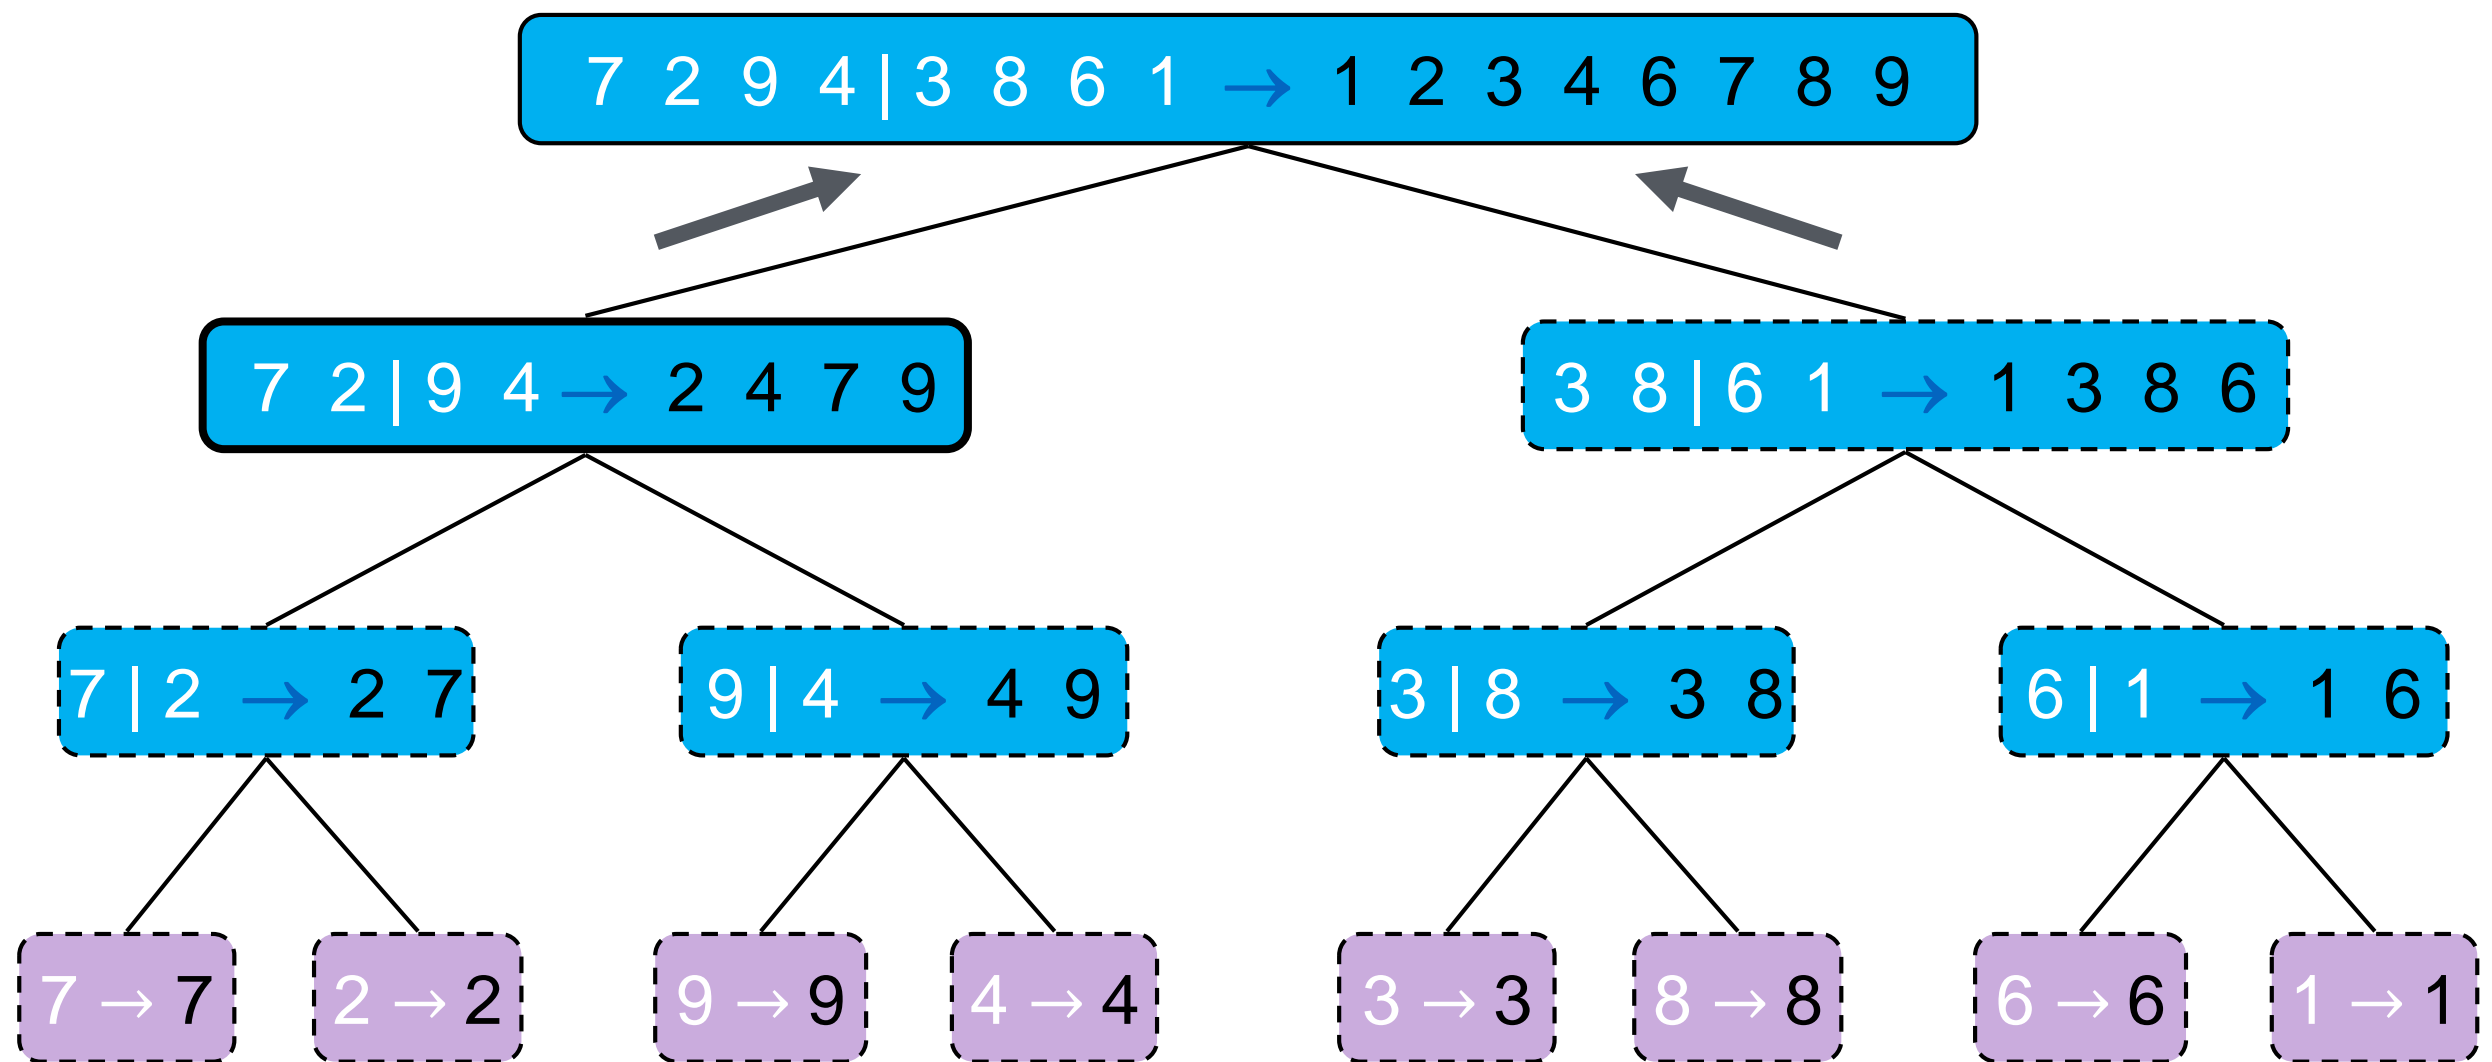 7 2 9 4|3 8 6 1 → 1 2 3 4 6 7 8 9
7 2|9 4 → 2 4 7 9
3 8|6 1 → 1 3 8 6
7|2 → 2 7
9|4 → 4 9
3|8 → 3 8
6|1 → 1 6
7 → 7
2 → 2
9 → 9
4 → 4
3 → 3
8 → 8
6 → 6
1 → 1